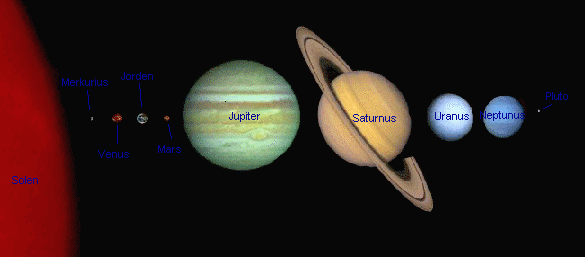 Solen
Merkurius
Venus
Jorden
Mars
Jupiter
Saturnus
Uranus
Neptunus
Pluto